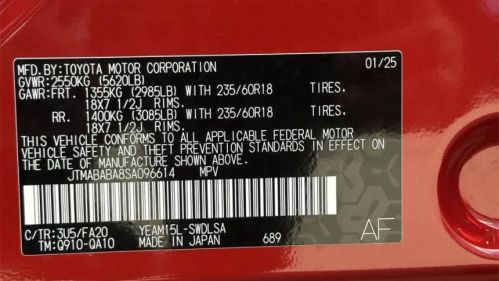 MFD.BY:TOYOTA MOTOR CORPORATION 01/25
GVWR:2550KG (5620LB)
GAWR:FRT. 1355KG (2985LB) WITH 235/60R18 TIRES.
18X7 1/2J RIMS.
RR. 1400KG (3085LB) WITH 235/60R18 TIRES.
18X7 1/2J RIMS.
THIS VEHICLE CONFORMS TO ALL APPLICABLE FEDERAL MOTOR
VEHICLE SAFETY AND THEFT PREVENTION STANDARDS IN EFFECT ON
THE DATE OF MANUFACTURE SHOWN ABOVE.
JTMABABA8SA096614 MPV
C/TR:3U5/FA20 YEAM15L-SWDLSA
TM:Q910-QA10 MADE IN JAPAN 689
AF